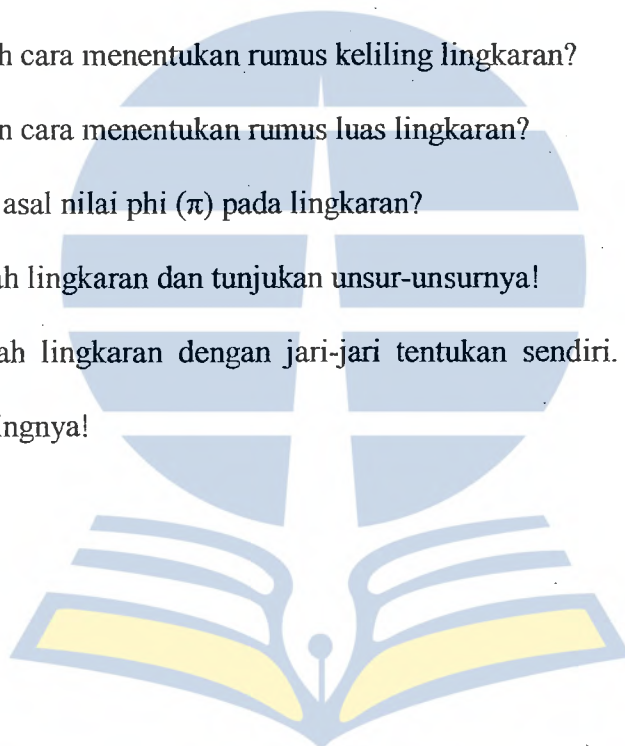 h cara menentukan rumus keliling lingkaran?
n cara menentukan rumus luas lingkaran?
asal nilai phi (π) pada lingkaran?
ah lingkaran dan tunjukan unsur-unsurnya!
ah lingkaran dengan jari-jari tentukan sendiri.
ngnya!